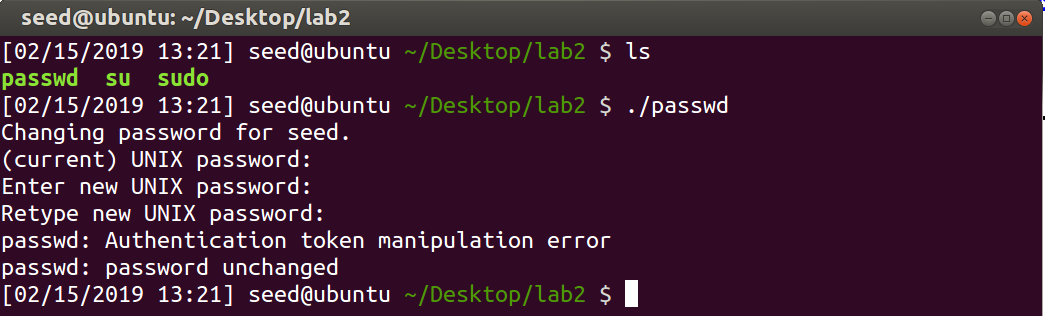 seed@ubuntu: ~/Desktop/lab2
[02/15/2019 13:21] seed@ubuntu ~/Desktop/lab2 $ ls
passwd  su  sudo
[02/15/2019 13:21] seed@ubuntu ~/Desktop/lab2 $ ./passwd
Changing password for seed.
(current) UNIX password:
Enter new UNIX password:
Retype new UNIX password:
passwd: Authentication token manipulation error
passwd: password unchanged
[02/15/2019 13:21] seed@ubuntu ~/Desktop/lab2 $